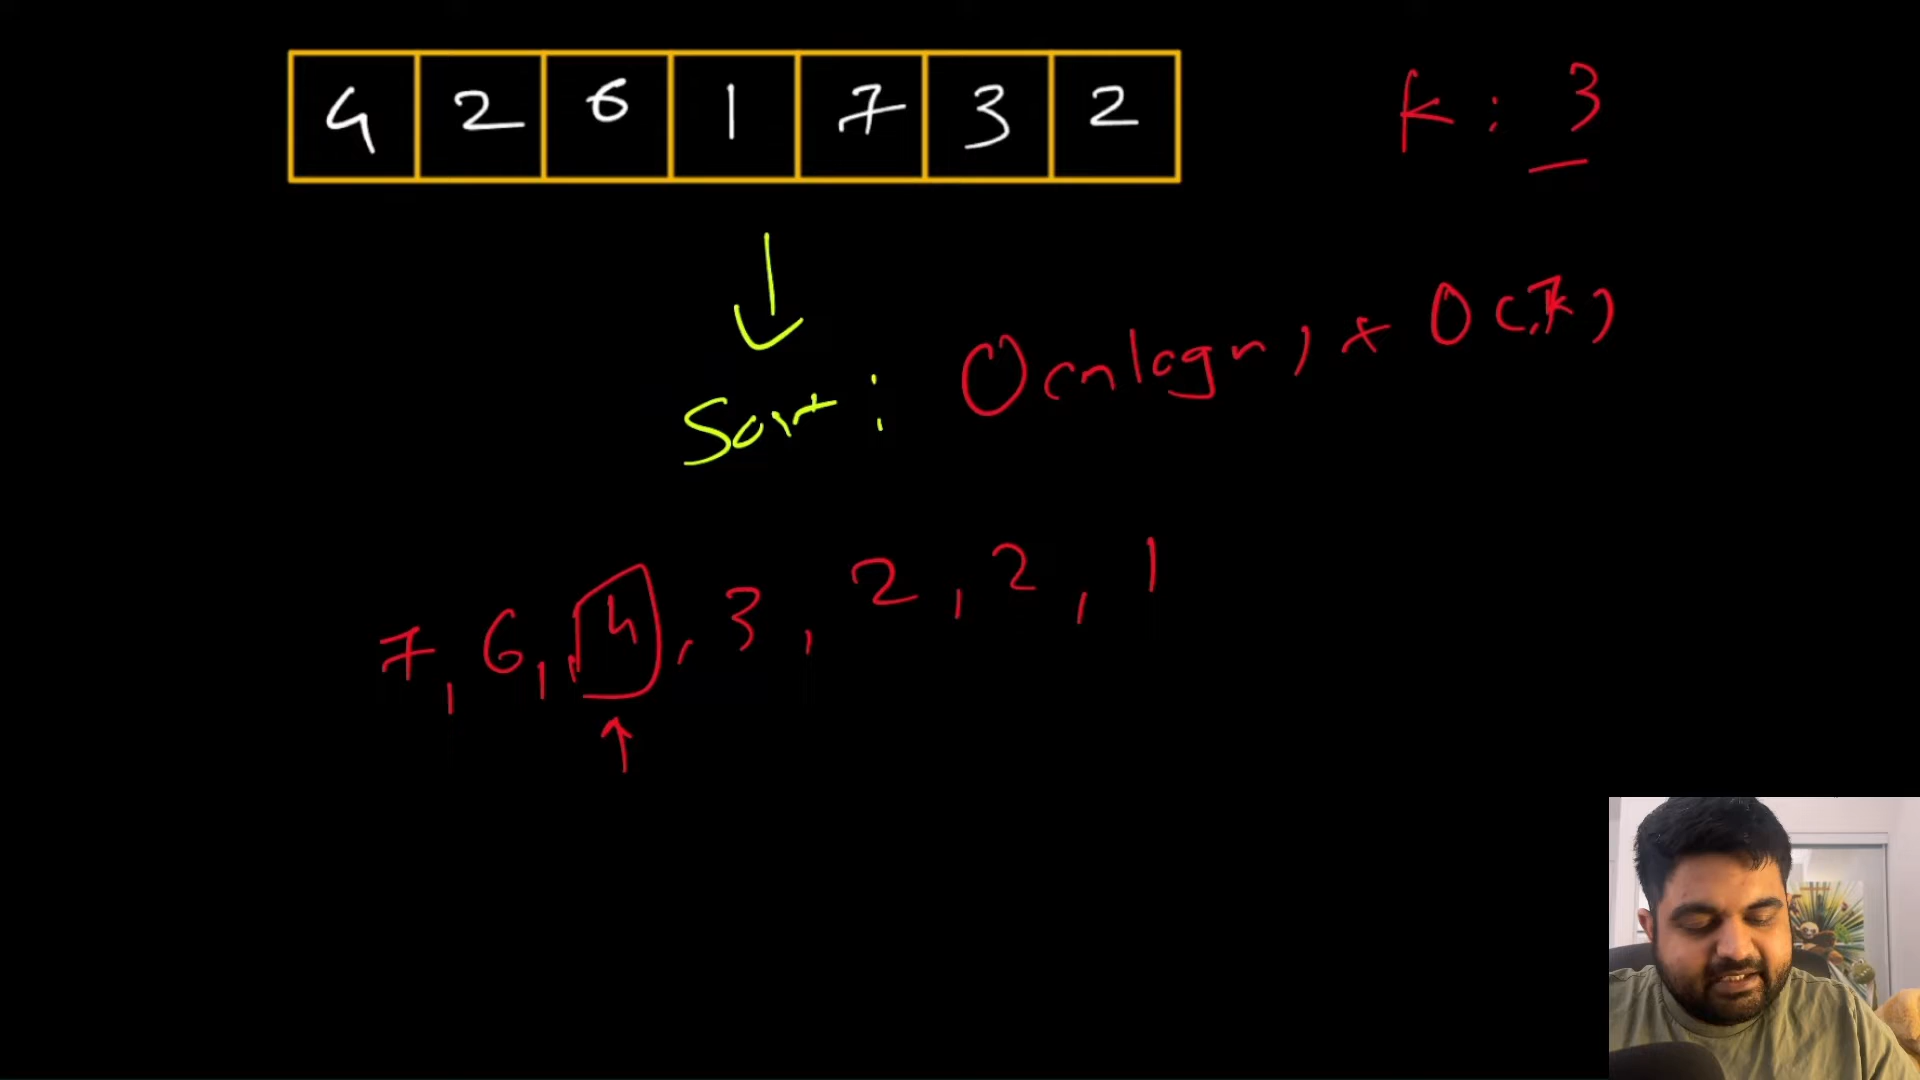 4 2 6 1 7 3 2
k : 3
Sort : O(nlogn) + O(k)
7, 6, 4, 3, 2, 2, 1